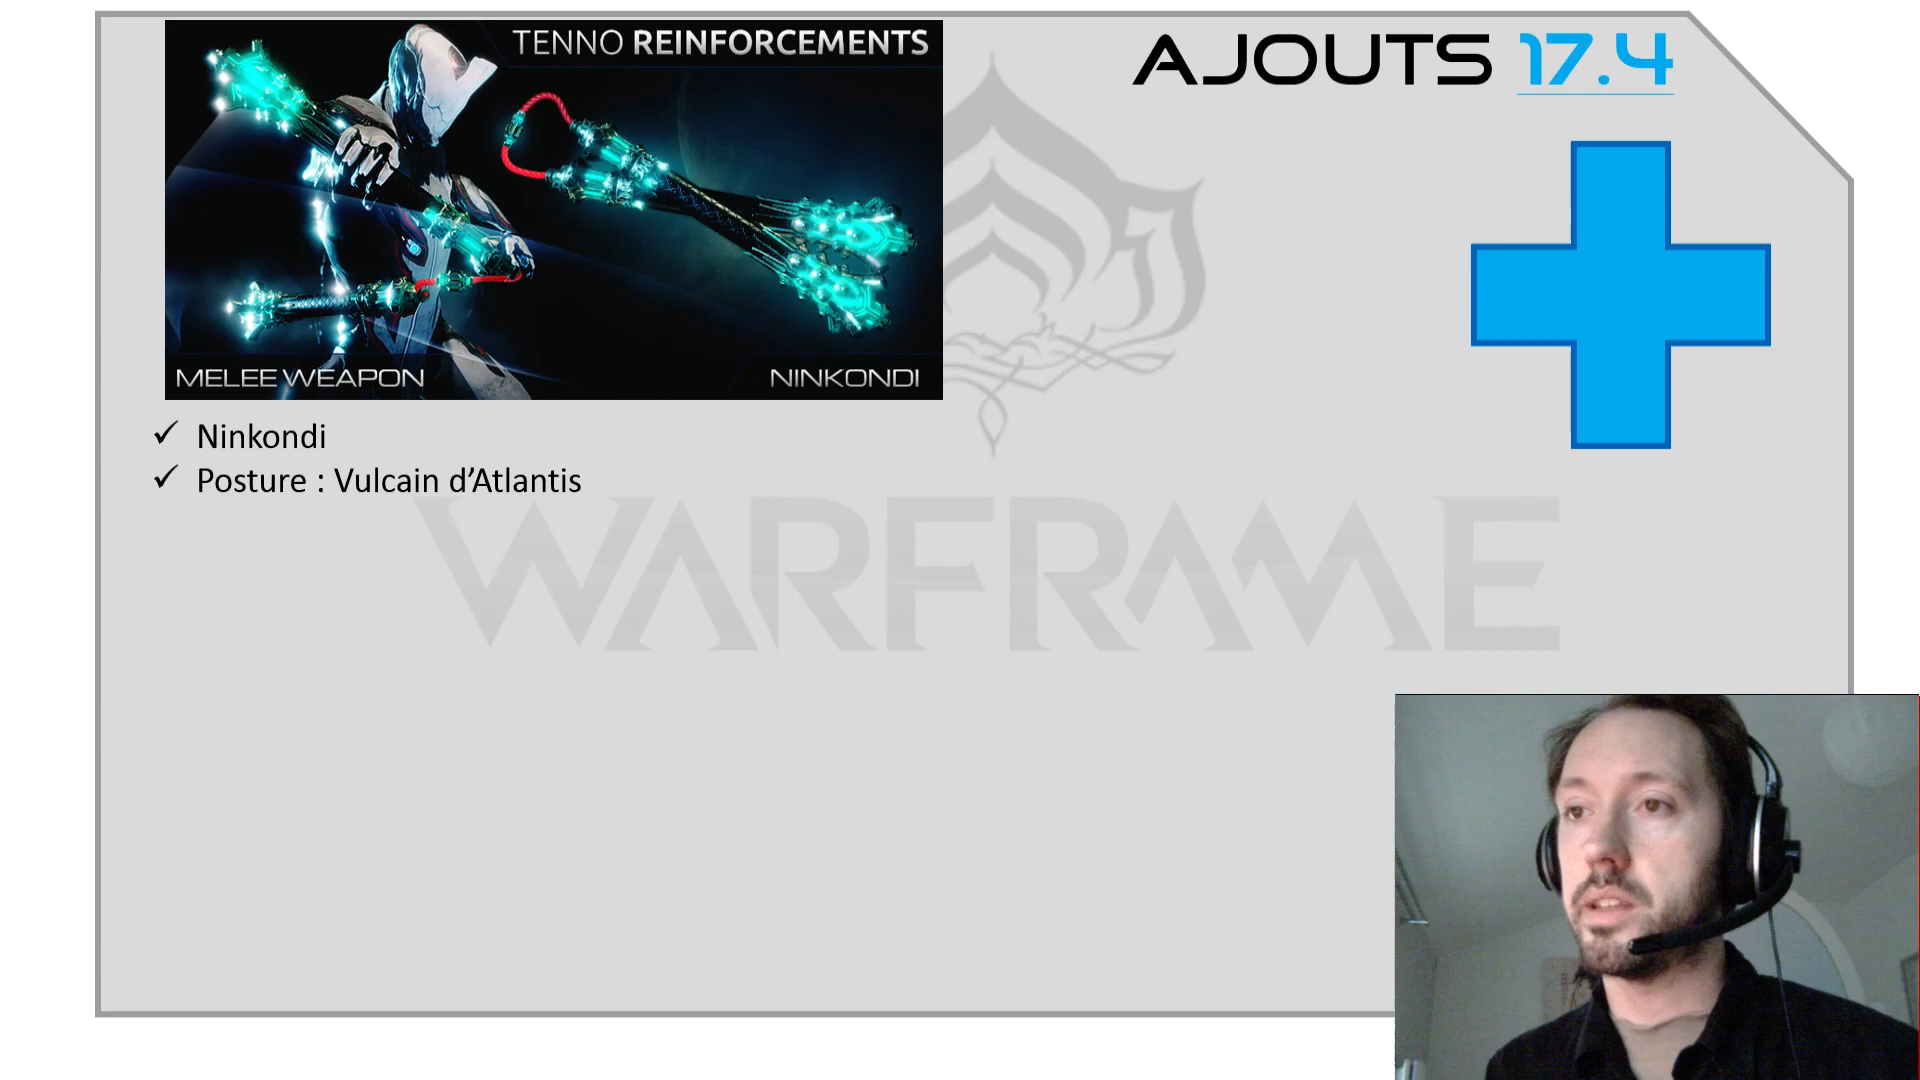 TENNO REINFORCEMENTS
AJOUTS 17.4
MELEE WEAPON
NINKONDI
✓ Ninkondi
✓ Posture : Vulcain d’Atlantis
WARFRAME